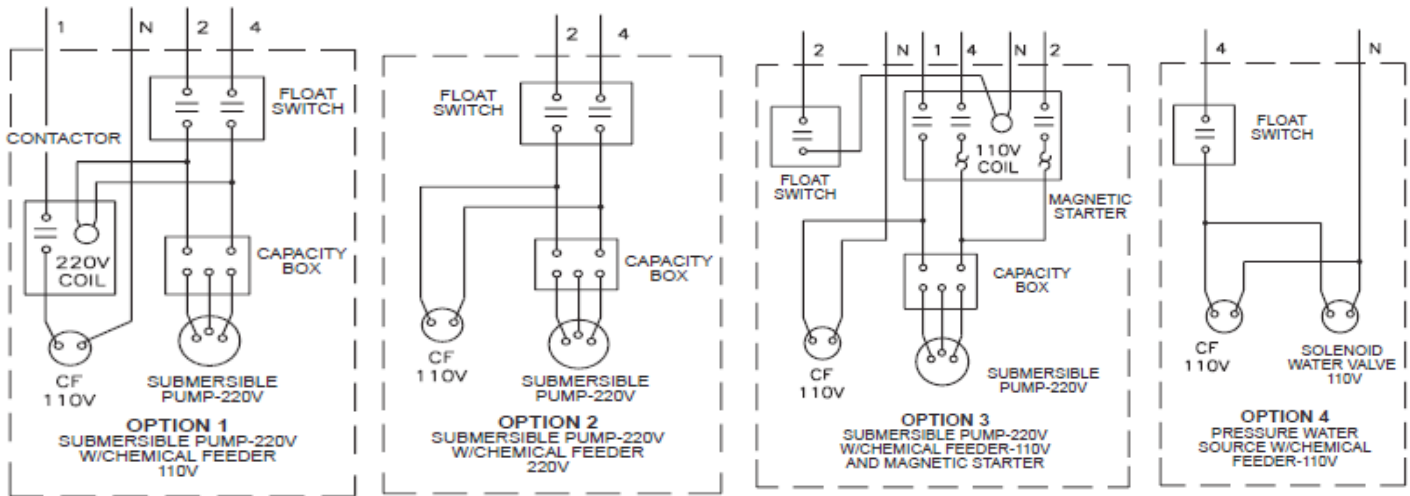 1
N
2
4
FLOAT
SWITCH
CONTACTOR
220V
COIL
CAPACITY
BOX
CF
110V
SUBMERSIBLE
PUMP-220V
OPTION 1
SUBMERSIBLE PUMP-220V
W/CHEMICAL FEEDER
110V
2
4
FLOAT
SWITCH
CAPACITY
BOX
CF
110V
SUBMERSIBLE
PUMP-220V
OPTION 2
SUBMERSIBLE PUMP-220V
W/CHEMICAL FEEDER
220V
2
N
1
4
N
2
110V
COIL
FLOAT
SWITCH
MAGNETIC
STARTER
CAPACITY
BOX
CF
110V
SUBMERSIBLE
PUMP-220V
OPTION 3
SUBMERSIBLE PUMP-220V
W/CHEMICAL FEEDER-110V
AND MAGNETIC STARTER
4
N
FLOAT
SWITCH
CF
110V
SOLENOID
WATER VALVE
110V
OPTION 4
PRESSURE WATER
SOURCE W/CHEMICAL
FEEDER-110V